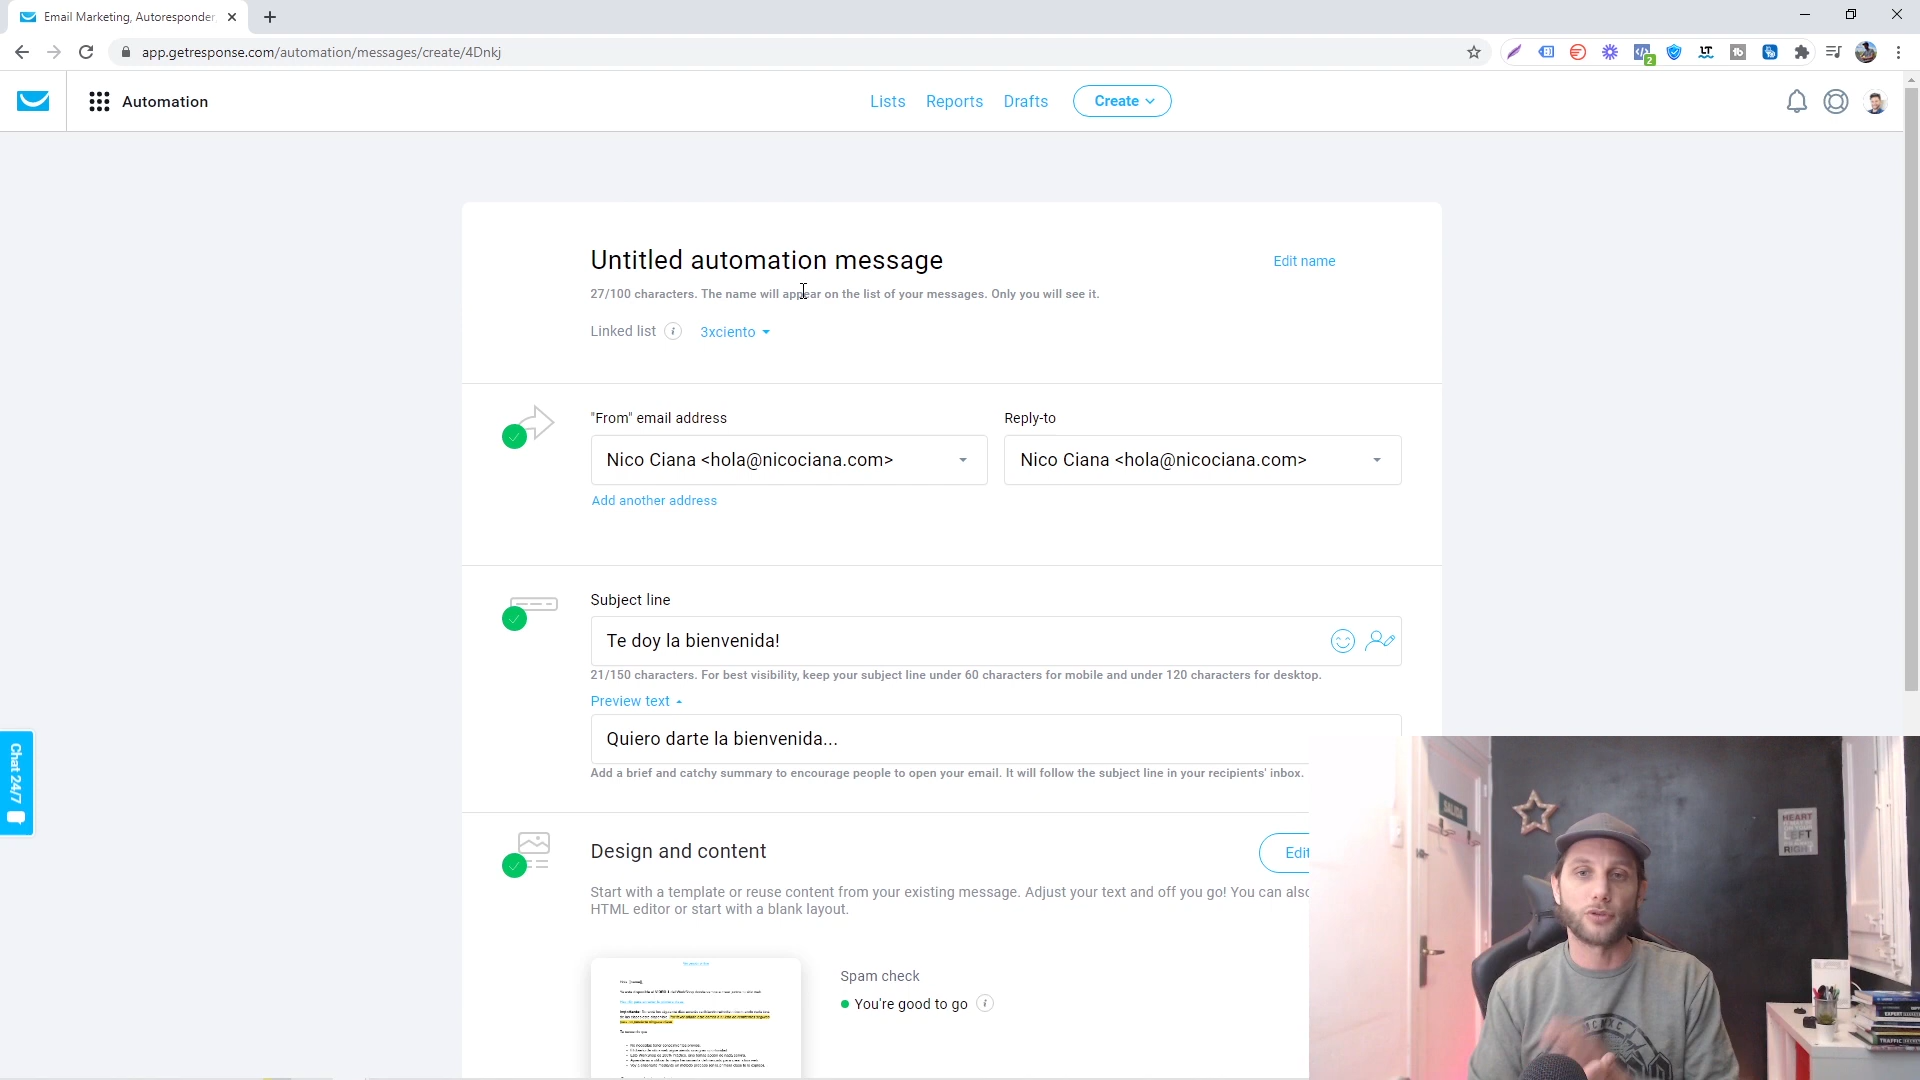 Email Marketing, Autoresponder
app.getresponse.com/automation/messages/create/4Dnkj
2
Automation
Lists
Reports
Drafts
Create
Untitled automation message
Edit name
27/100 characters. The name will appear on the list of your messages. Only you will see it.
Linked list
3xciento
"From" email address
Reply-to
Nico Ciana <hola@nicociana.com>
Nico Ciana <hola@nicociana.com>
Add another address
Subject line
Te doy la bienvenida!
21/150 characters. For best visibility, keep your subject line under 60 characters for mobile and under 120 characters for desktop.
Preview text
Quiero darte la bienvenida...
Add a brief and catchy summary to encourage people to open your email. It will follow the subject line in your recipients' inbox.
Chat 24/7
Design and content
Edit
Start with a template or reuse content from your existing message. Adjust your text and off you go! You can also
HTML editor or start with a blank layout.
Spam check
You're good to go
SALIDA
HEART
LEFT
RIGHT